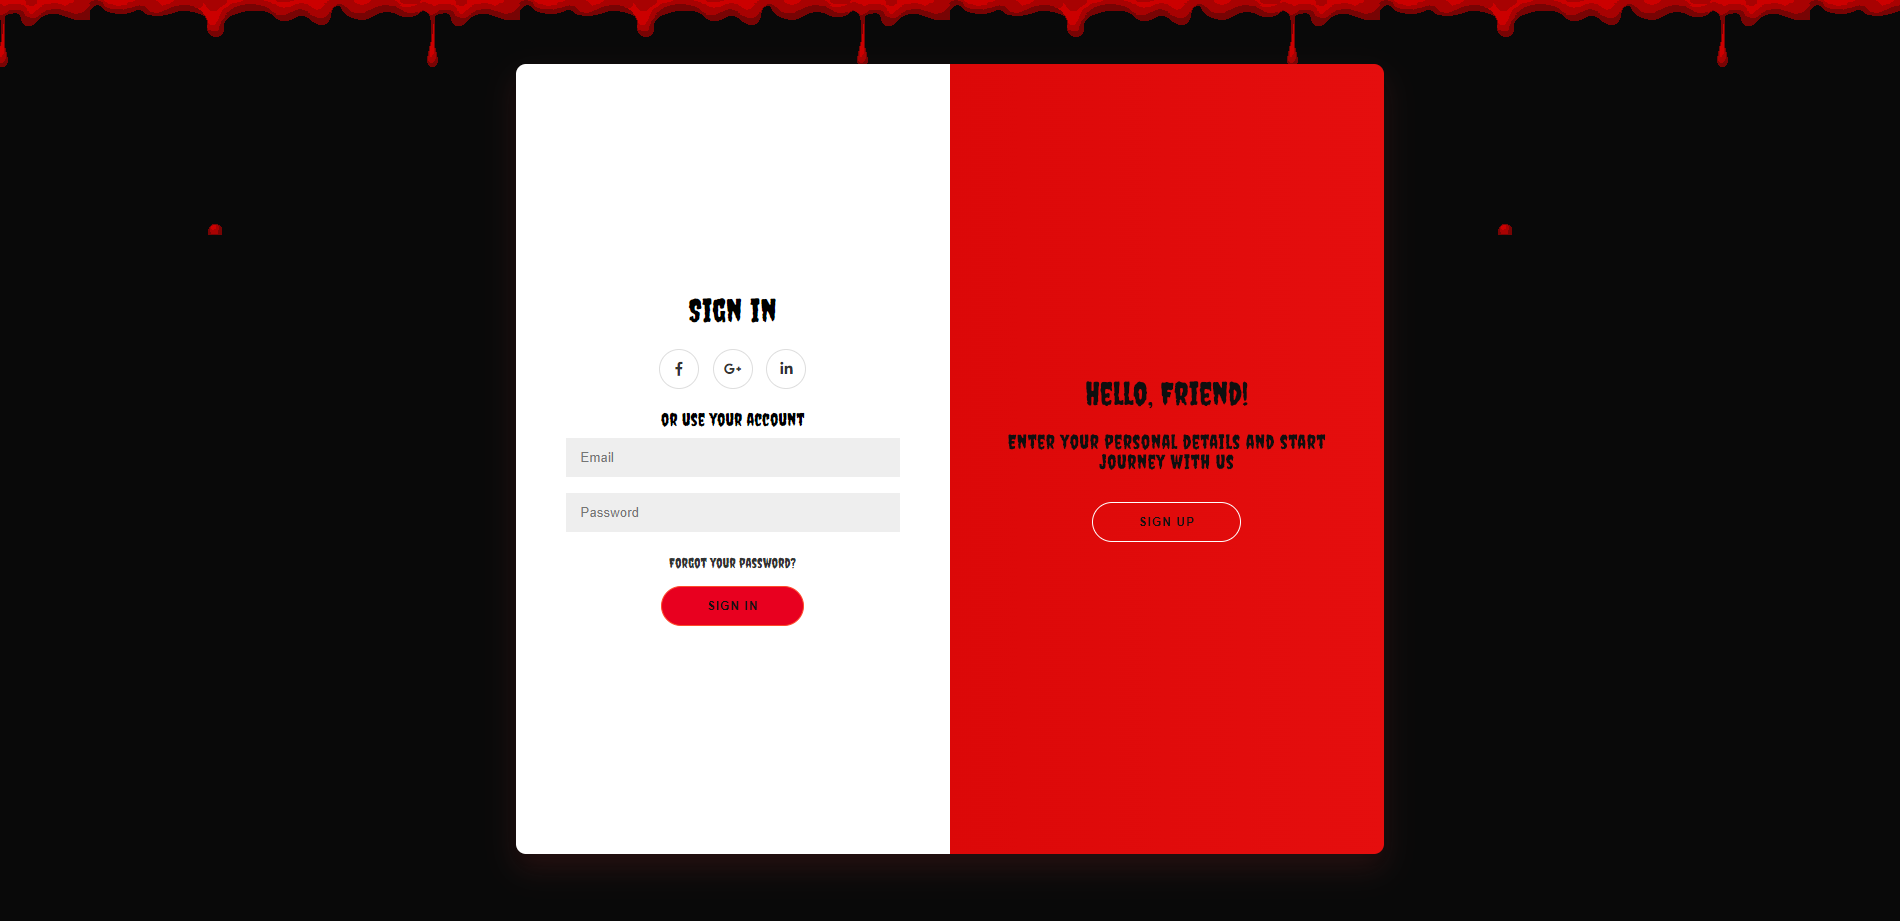 SIGN IN
f G+ in
OR USE YOUR ACCOUNT
Email
Password
FORGOT YOUR PASSWORD?
SIGN IN
HELLO, FRIEND!
ENTER YOUR PERSONAL DETAILS AND START
JOURNEY WITH US
SIGN UP